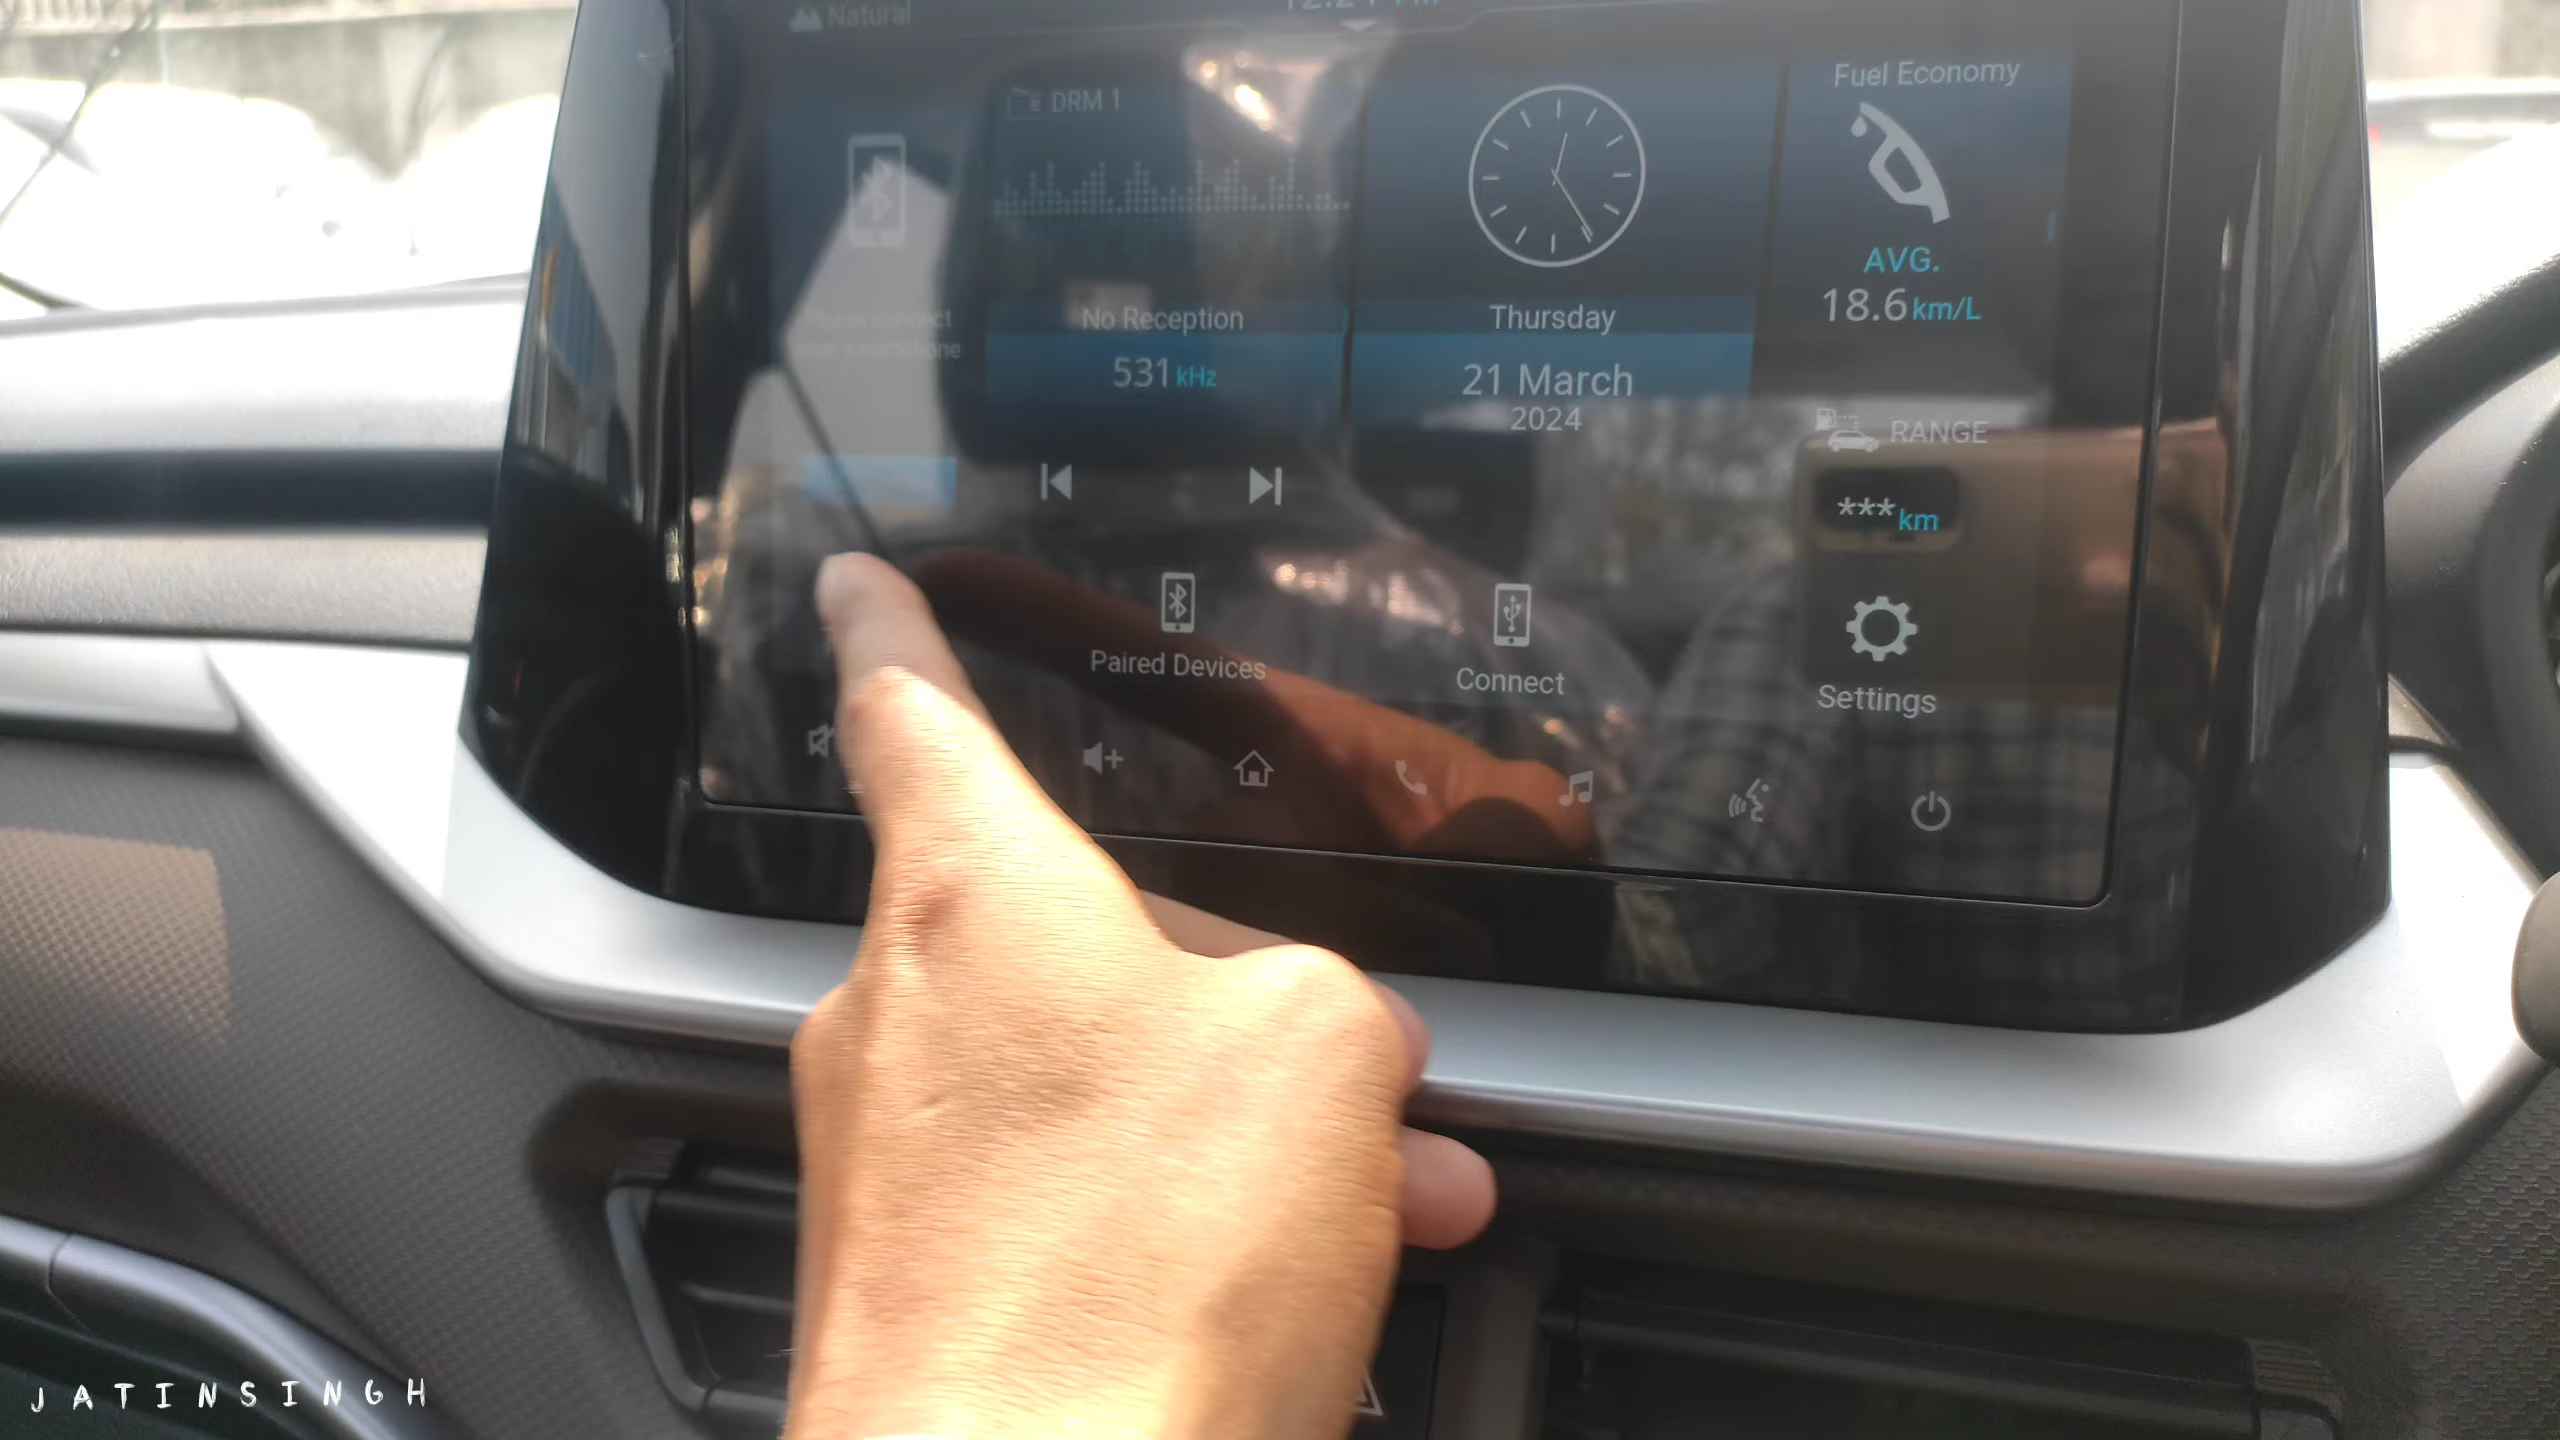 Natural
DRM 1
No Reception
531 kHz
Thursday
21 March
2024
Fuel Economy
AVG.
18.6 km/L
RANGE
*** km
Paired Devices
Connect
Settings
JATINSINGH